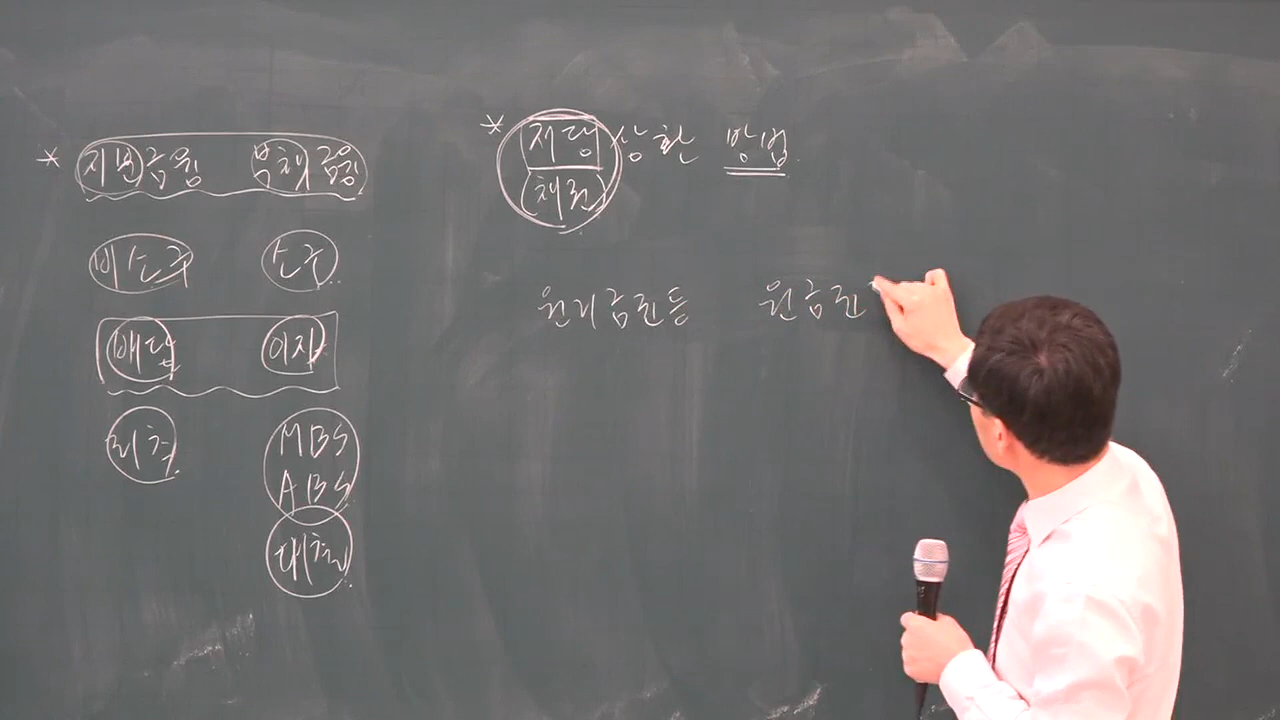 * 지분금융 부채금융
비소구 소구
배당 이자
리츠
MBS
ABS
대출
* 저당상환 방법
(채권)
원리금균등 원금균